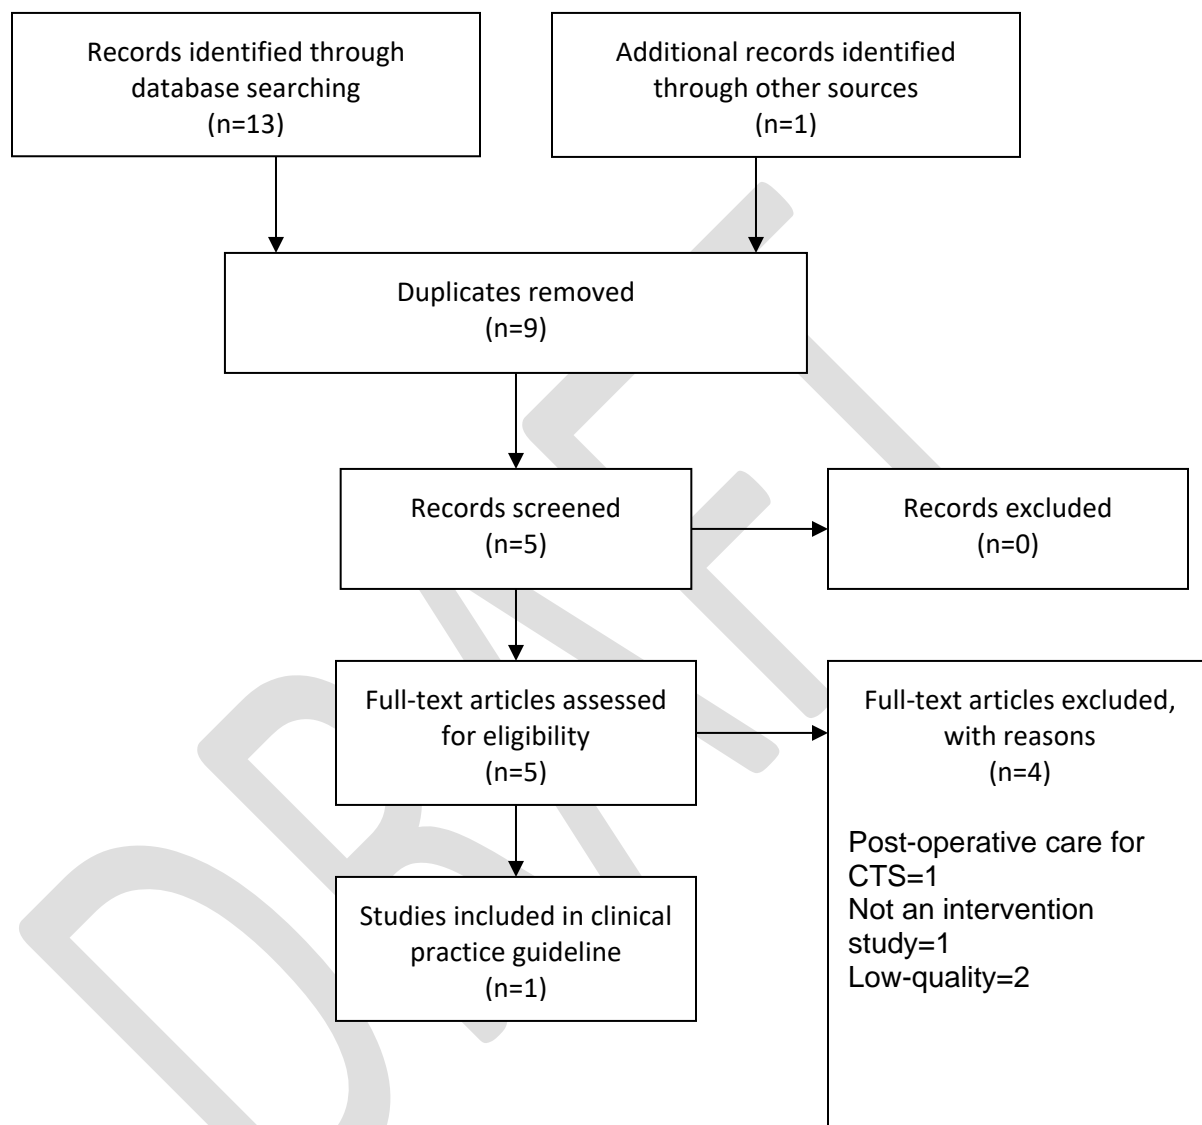 Records identified through
database searching
(n=13)
Additional records identified
through other sources
(n=1)
Duplicates removed
(n=9)
Records screened
(n=5)
Records excluded
(n=0)
Full-text articles assessed
for eligibility
(n=5)
Full-text articles excluded,
with reasons
(n=4)
Post-operative care for
CTS=1
Not an intervention
study=1
Low-quality=2
Studies included in clinical
practice guideline
(n=1)
DRAFT